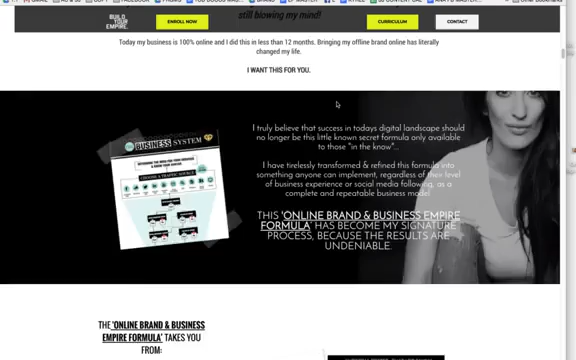 BUILD
YOUR
EMPIRE.
ENROLL NOW
still blowing my mind!
CURRICULUM
CONTACT
Today my business is 100% online and I did this in less than 12 months. Bringing my offline brand online has literally
changed my life.
I WANT THIS FOR YOU.
BUSINESS SYSTEM
CHOOSE A TRAFFIC SOURCE
I truly believe that success in todays digital landscape should
no longer be this little known secret formula only available
to those "in the know"...
I have tirelessly transformed & refined this formula into
something anyone can implement, regardless of their level
of business experience or social media following, as a
complete and repeatable business model.
THIS 'ONLINE BRAND & BUSINESS EMPIRE
FORMULA' HAS BECOME MY SIGNATURE
PROCESS, BECAUSE THE RESULTS ARE
UNDENIABLE.
THE 'ONLINE BRAND & BUSINESS
EMPIRE FORMULA' TAKES YOU
FROM: